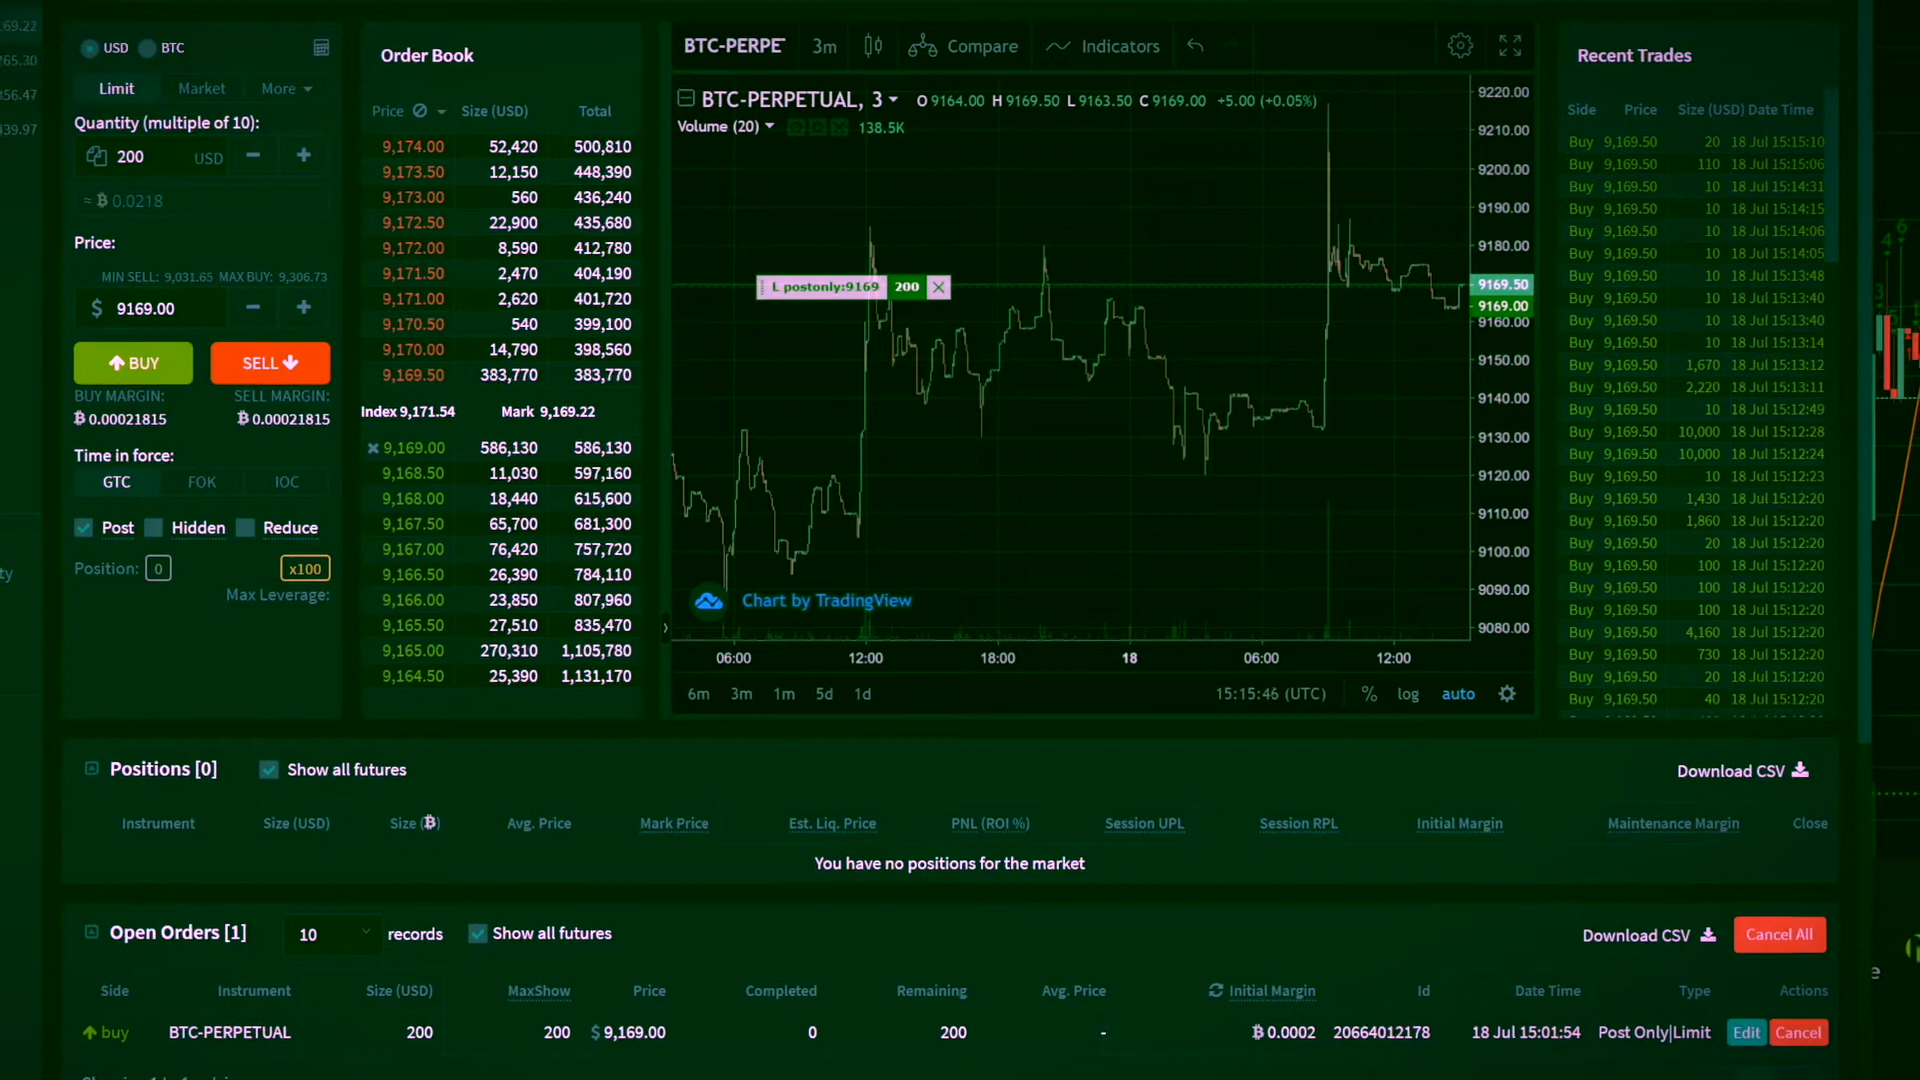 69.22
265.30
856.47
439.97
ty
USD BTC
Limit Market More
Quantity (multiple of 10):
200 USD − +
≈ ₿ 0.0218
Price:
MIN SELL: 9,031.65 MAX BUY: 9,306.73
$ 9169.00 − +
BUY SELL
BUY MARGIN: SELL MARGIN:
₿ 0.00021815 ₿ 0.00021815
Time in force:
GTC FOK IOC
Post Hidden Reduce
Position: 0 x100
Max Leverage:
Order Book
Price Size (USD) Total
9,174.00 52,420 500,810
9,173.50 12,150 448,390
9,173.00 560 436,240
9,172.50 22,900 435,680
9,172.00 8,590 412,780
9,171.50 2,470 404,190
9,171.00 2,620 401,720
9,170.50 540 399,100
9,170.00 14,790 398,560
9,169.50 383,770 383,770
Index 9,171.54 Mark 9,169.22
9,169.00 586,130 586,130
9,168.50 11,030 597,160
9,168.00 18,440 615,600
9,167.50 65,700 681,300
9,167.00 76,420 757,720
9,166.50 26,390 784,110
9,166.00 23,850 807,960
9,165.50 27,510 835,470
9,165.00 270,310 1,105,780
9,164.50 25,390 1,131,170
BTC-PERPE 3m Compare Indicators
BTC-PERPETUAL, 3 O 9164.00 H 9169.50 L 9163.50 C 9169.00 +5.00 (+0.05%)
Volume (20) 138.5K
L postonly:9169 200
9220.00
9210.00
9200.00
9190.00
9180.00
9169.50
9169.00
9160.00
9150.00
9140.00
9130.00
9120.00
9110.00
9100.00
9090.00
9080.00
Chart by TradingView
06:00 12:00 18:00 18 06:00 12:00
6m 3m 1m 5d 1d 15:15:46 (UTC) % log auto
Recent Trades
Side Price Size (USD) Date Time
Buy 9,169.50 20 18 Jul 15:15:10
Buy 9,169.50 110 18 Jul 15:15:06
Buy 9,169.50 10 18 Jul 15:14:31
Buy 9,169.50 10 18 Jul 15:14:15
Buy 9,169.50 10 18 Jul 15:14:06
Buy 9,169.50 10 18 Jul 15:14:05
Buy 9,169.50 10 18 Jul 15:13:48
Buy 9,169.50 10 18 Jul 15:13:40
Buy 9,169.50 10 18 Jul 15:13:40
Buy 9,169.50 10 18 Jul 15:13:14
Buy 9,169.50 1,670 18 Jul 15:13:12
Buy 9,169.50 2,220 18 Jul 15:13:11
Buy 9,169.50 10 18 Jul 15:12:49
Buy 9,169.50 10,000 18 Jul 15:12:28
Buy 9,169.50 10,000 18 Jul 15:12:24
Buy 9,169.50 10 18 Jul 15:12:23
Buy 9,169.50 1,430 18 Jul 15:12:20
Buy 9,169.50 1,860 18 Jul 15:12:20
Buy 9,169.50 20 18 Jul 15:12:20
Buy 9,169.50 100 18 Jul 15:12:20
Buy 9,169.50 100 18 Jul 15:12:20
Buy 9,169.50 100 18 Jul 15:12:20
Buy 9,169.50 4,160 18 Jul 15:12:20
Buy 9,169.50 730 18 Jul 15:12:20
Buy 9,169.50 20 18 Jul 15:12:20
Buy 9,169.50 40 18 Jul 15:12:20
Positions [0] Show all futures Download CSV
Instrument Size (USD) Size (₿) Avg. Price Mark Price Est. Liq. Price PNL (ROI %) Session UPL Session RPL Initial Margin Maintenance Margin Close
You have no positions for the market
Open Orders [1] 10 records Show all futures Download CSV Cancel All
Side Instrument Size (USD) MaxShow Price Completed Remaining Avg. Price Initial Margin Id Date Time Type Actions
buy BTC-PERPETUAL 200 200 $ 9,169.00 0 200 - ₿ 0.0002 20664012178 18 Jul 15:01:54 Post Only|Limit Edit Cancel